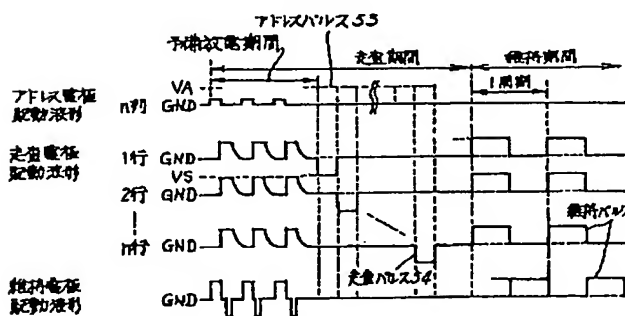 アドレスパルス53
予備放電期間
走査期間
維持期間
VA
1周期
アドレス電極
駆動波形
n列 GND
走査電極
駆動波形
1行 GND
VS
2行 GND
維持パルス
m行 GND
走査パルス54
維持電極
駆動波形
GND